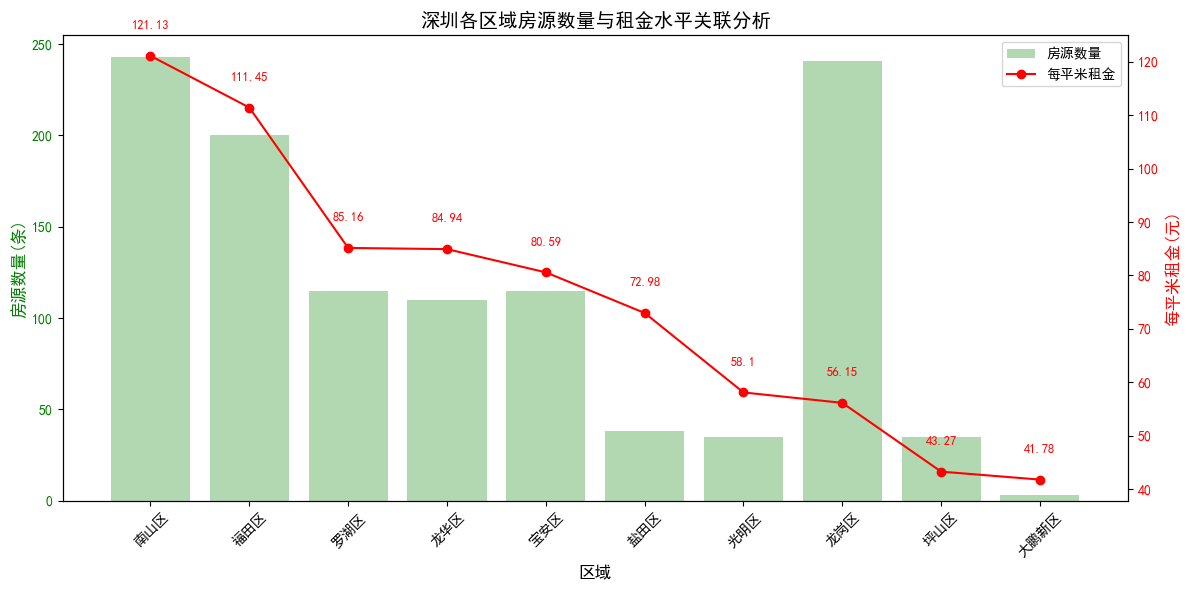 深圳各区域房源数量与租金水平关联分析
房源数量
每平米租金
房源数量(条)
250
200
150
100
50
0
121.13
111.45
85.16
84.94
80.59
72.98
58.1
56.15
43.27
41.78
120
110
100
90
80
70
60
50
40
每平米租金(元)
南山区
福田区
罗湖区
龙华区
宝安区
盐田区
光明区
龙岗区
坪山区
大鹏新区
区域